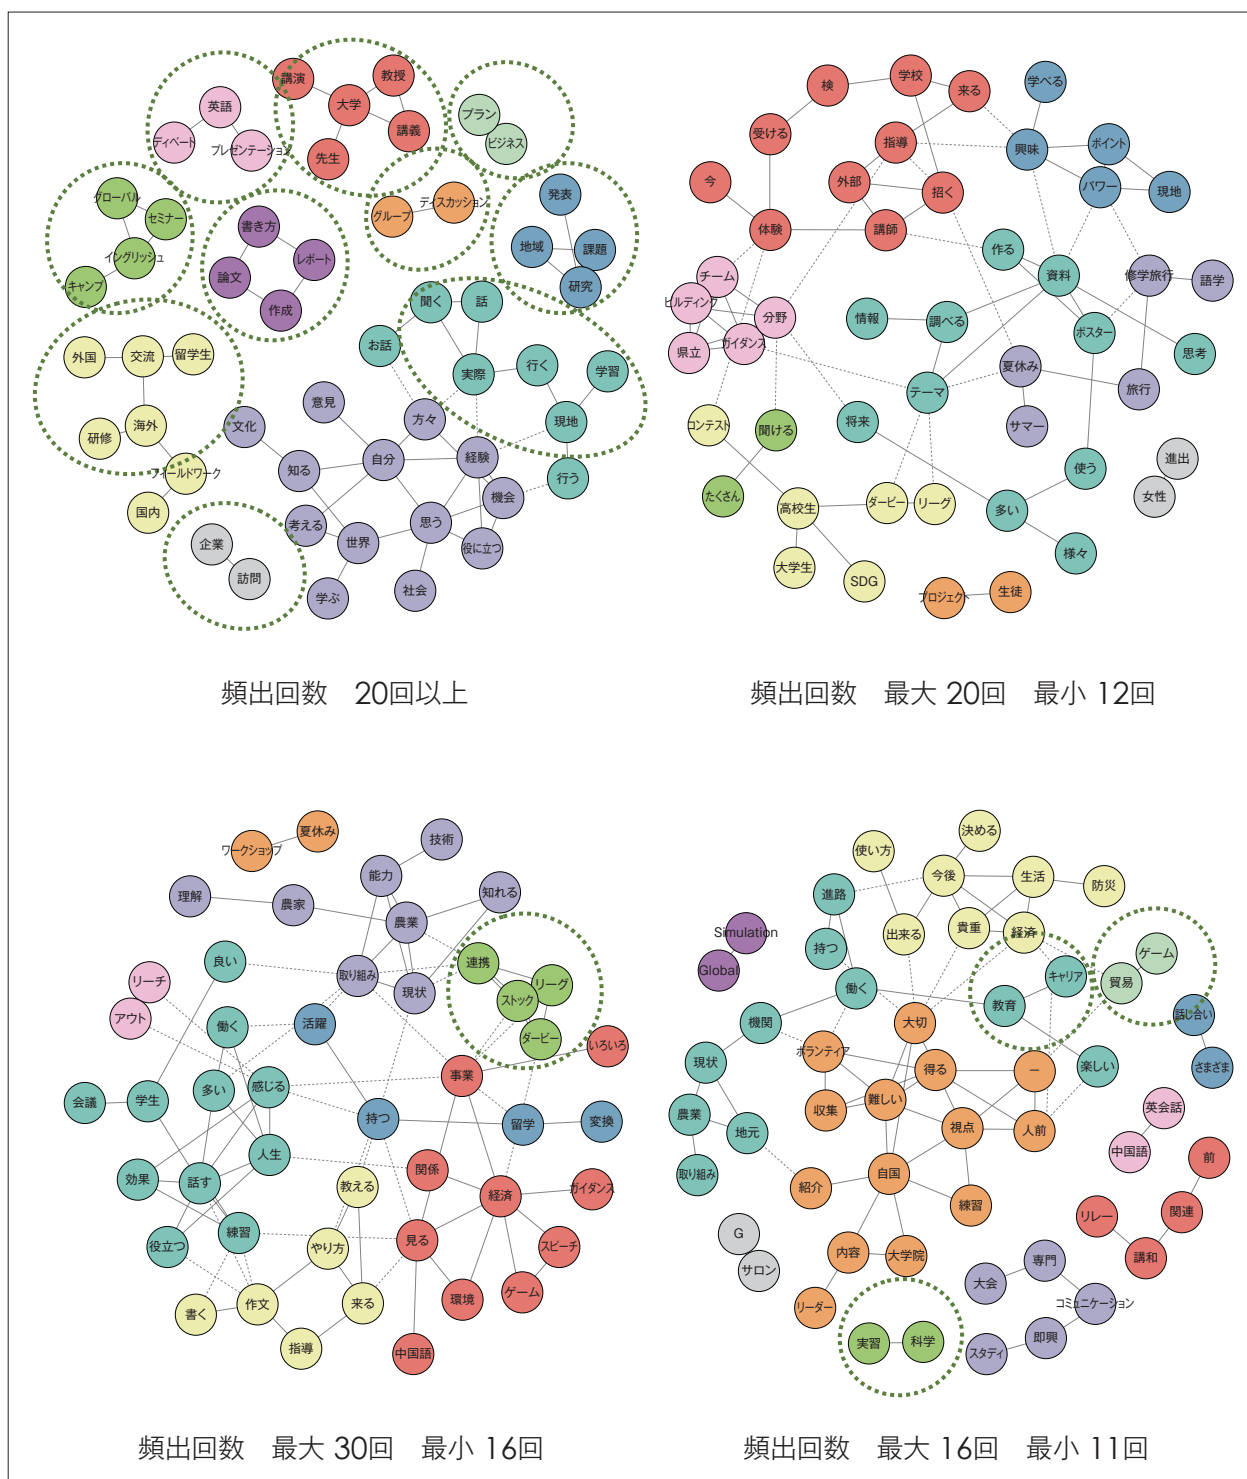 講演
教授
大学
講義
先生
英語
ディベート
プレゼンテーション
プラン
ビジネス
グループ
ディスカッション
発表
地域
課題
研究
グローバル
セミナー
イングリッシュ
キャンプ
書き方
レポート
論文
作成
聞く
話
お話
実際
行く
学習
現地
行う
外国
交流
留学生
研修
海外
フィールドワーク
国内
文化
意見
方々
知る
自分
経験
機会
考える
世界
思う
役に立つ
学ぶ
社会
企業
訪問
頻出回数 20回以上
検
学校
来る
学べる
受ける
指導
興味
ポイント
今
外部
招く
パワー
現地
体験
講師
作る
チーム
資料
修学旅行
語学
ビルディング
分野
情報
調べる
ポスター
県立
ガイダンス
夏休み
思考
テーマ
旅行
コンテスト
聞ける
将来
サマー
進出
使う
女性
たくさん
高校生
ダービー
リーグ
多い
大学生
SDG
様々
プロジェクト
生徒
頻出回数 最大 20回 最小 12回
ワークショップ
夏休み
技術
能力
理解
農家
知れる
農業
良い
連携
リーチ
取り組み
現状
リーグ
ストック
アウト
働く
活躍
ダービー
いろいろ
会議
学生
多い
感じる
事業
持つ
留学
変換
人生
効果
話す
教える
関係
経済
ガイダンス
役立つ
練習
やり方
見る
スピーチ
書く
作文
来る
環境
ゲーム
指導
中国語
頻出回数 最大 30回 最小 16回
決める
使い方
進路
今後
生活
防災
Simulation
持つ
出来る
貴重
経済
Global
キャリア
ゲーム
貿易
働く
教育
機関
大切
さまざま
ボランティア
現状
得る
ー
楽しい
収集
難しい
農業
地元
視点
人前
英会話
取り組み
紹介
自国
練習
中国語
前
G
リレー
関連
サロン
内容
大学院
講和
専門
大会
リーダー
コミュニケーション
実習
科学
即興
スタディ
頻出回数 最大 16回 最小 11回